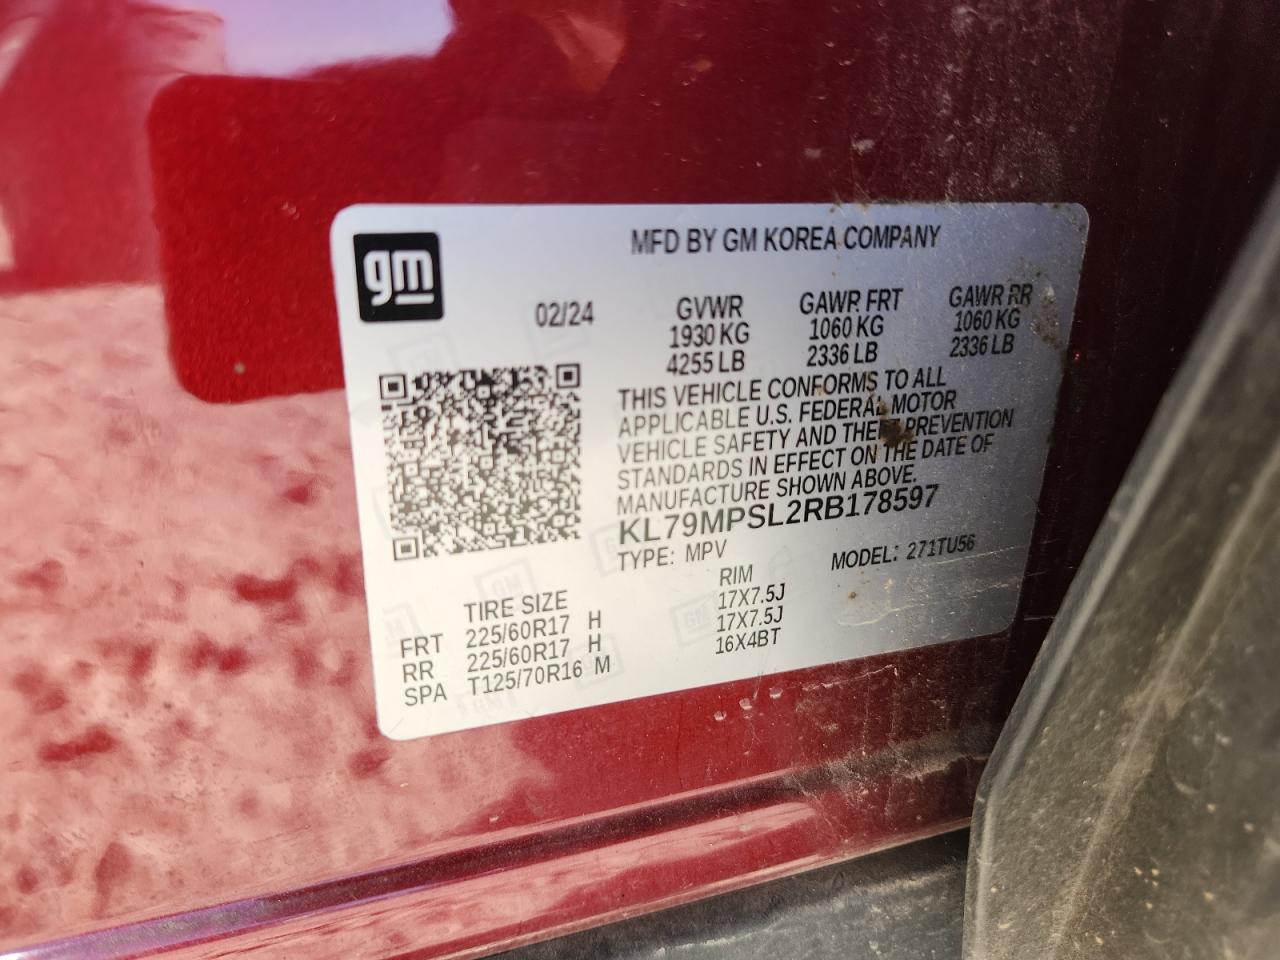 gm
MFD BY GM KOREA COMPANY
02/24
GVWR
1930 KG
4255 LB
GAWR FRT
1060 KG
2336 LB
GAWR RR
1060 KG
2336 LB
THIS VEHICLE CONFORMS TO ALL
APPLICABLE U.S. FEDERAL MOTOR
VEHICLE SAFETY AND THEFT PREVENTION
STANDARDS IN EFFECT ON THE DATE OF
MANUFACTURE SHOWN ABOVE.
KL79MPSL2RB178597
TYPE: MPV
MODEL: 271TU56
TIRE SIZE RIM
FRT 225/60R17 H 17X7.5J
RR 225/60R17 H 17X7.5J
SPA T125/70R16 M 16X4BT